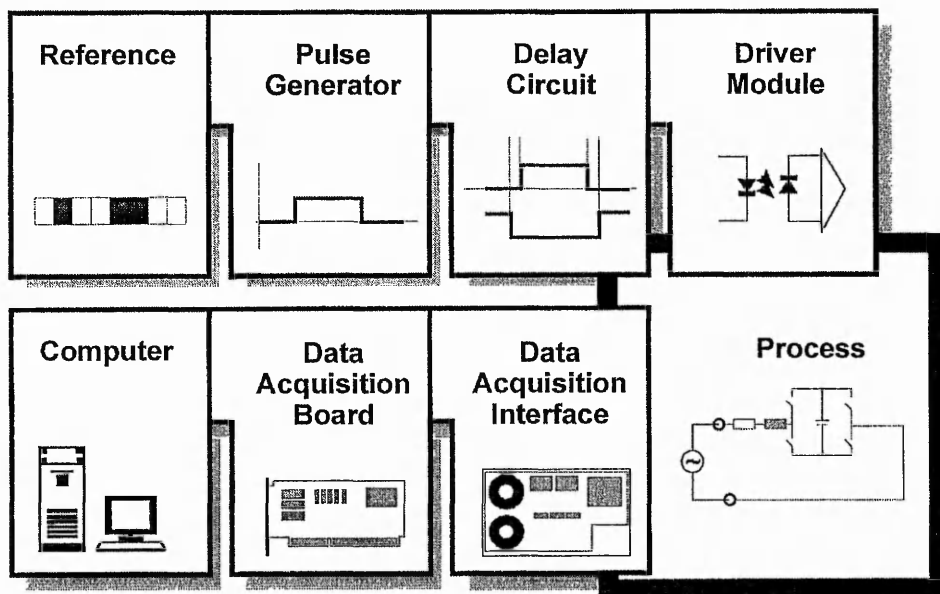 Reference
Pulse
Generator
Delay
Circuit
Driver
Module
Computer
Data
Acquisition
Board
Data
Acquisition
Interface
Process